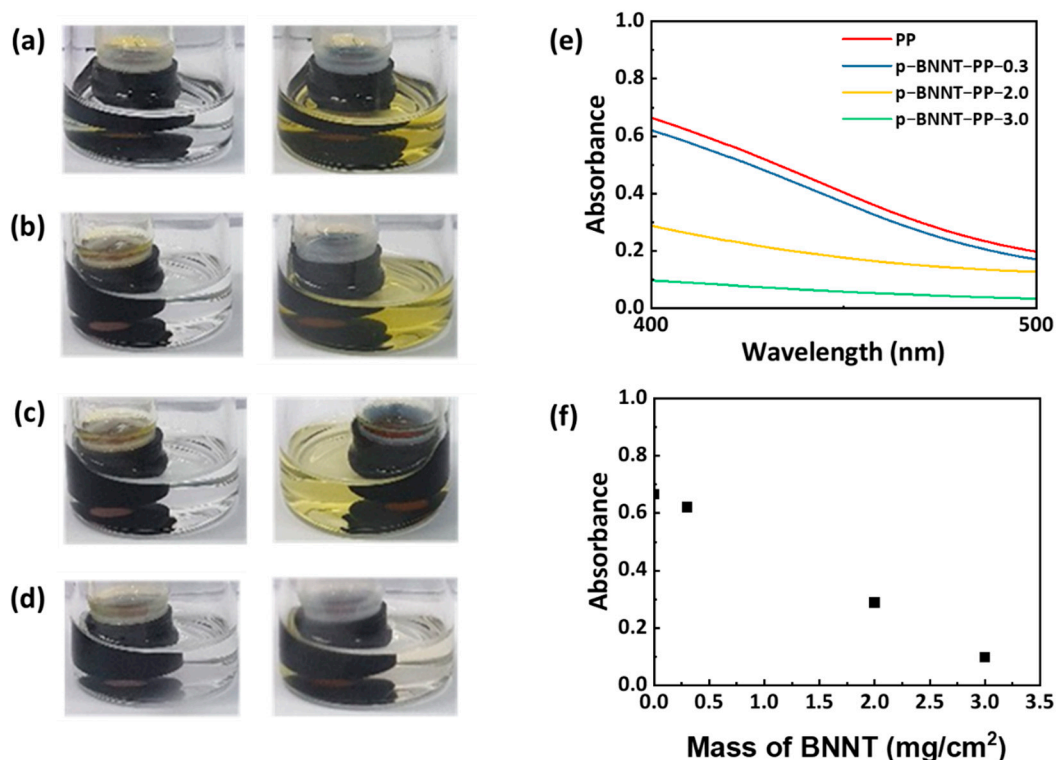 (a)
(b)
(c)
(d)
(e)
1.0
0.8
0.6
0.4
0.2
0.0
Absorbance
PP
p−BNNT−PP−0.3
p−BNNT−PP−2.0
p−BNNT−PP−3.0
400
500
Wavelength (nm)
(f)
1.0
0.8
0.6
0.4
0.2
0.0
Absorbance
0.0 0.5 1.0 1.5 2.0 2.5 3.0 3.5
Mass of BNNT (mg/cm²)